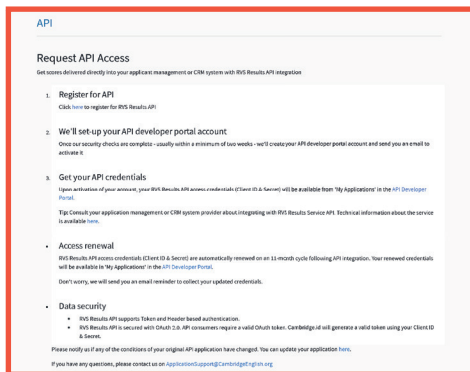 API
Request API Access
Get scores delivered directly into your applicant management or CRM system with RVS Results API integration
1. Register for API
Click here to register for RVS Results API
2. We'll set-up your API developer portal account
Once our security checks are complete - usually within a minimum of two weeks - we'll create your API developer portal account and send you an email to
activate it
3. Get your API credentials
Upon activation of your account, your RVS Results API access credentials (Client ID & Secret) will be available from 'My Applications' in the API Developer
Portal.
Tip: Consult your application management or CRM system provider about integrating with RVS Results Service API. Technical information about the service
is available here.
• Access renewal
RVS Results API access credentials (Client ID & Secret) are automatically renewed on an 11-month cycle following API integration. Your renewed credentials
will be available in 'My Applications' in the API Developer Portal.
Don't worry, we will send you an email reminder to collect your updated credentials.
• Data security
• RVS Results API supports Token and Header based authentication.
• RVS Results API is secured with OAuth 2.0. API consumers require a valid OAuth token. Cambridge.id will generate a valid token using your Client ID
& Secret.
Please notify us if any of the conditions of your original API application have changed. You can update your application here.
If you have any questions, please contact us on ApplicationSupport@CambridgeEnglish.org